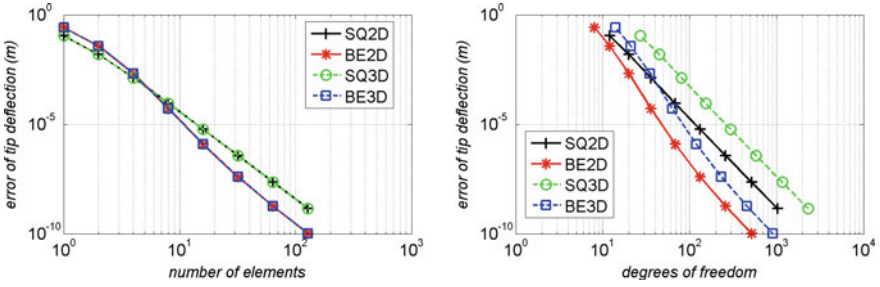 error of tip deflection (m)
10^0
10^-5
10^-10
10^0
10^1
10^2
10^3
number of elements
SQ2D
BE2D
SQ3D
BE3D
error of tip deflection (m)
10^0
10^-5
10^-10
10^0
10^1
10^2
10^3
10^4
degrees of freedom
SQ2D
BE2D
SQ3D
BE3D